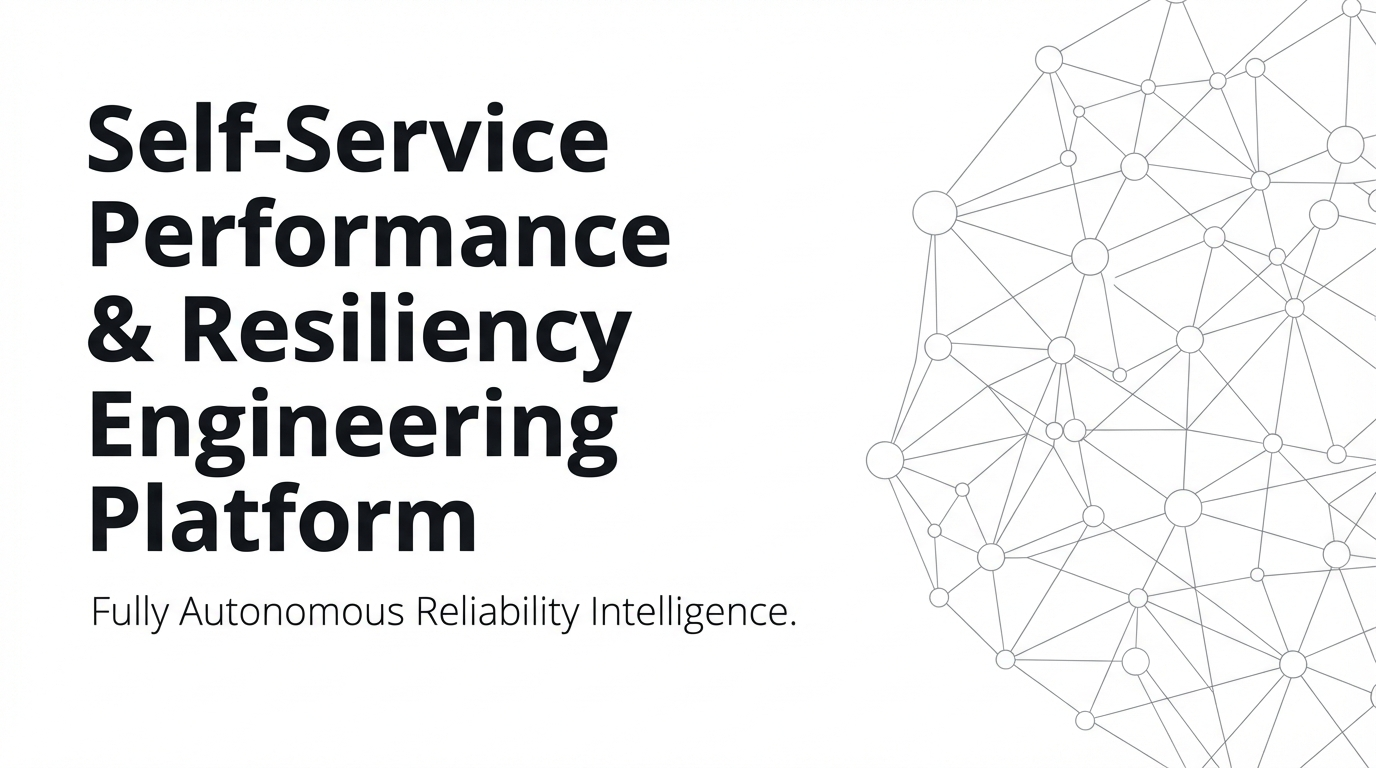 Self-Service
Performance
& Resiliency
Engineering
Platform
Fully Autonomous Reliability Intelligence.